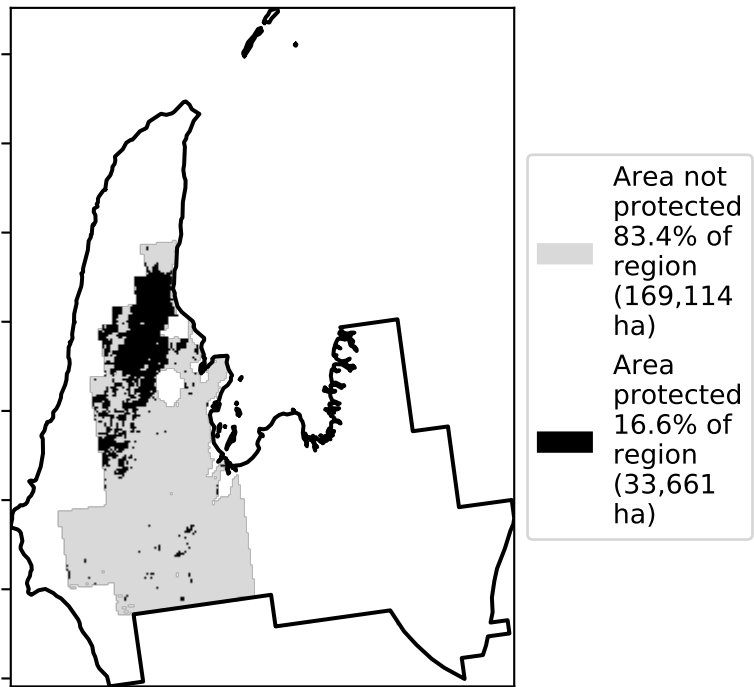 Area not
protected
83.4% of
region
(169,114
ha)
Area
protected
16.6% of
region
(33,661
ha)